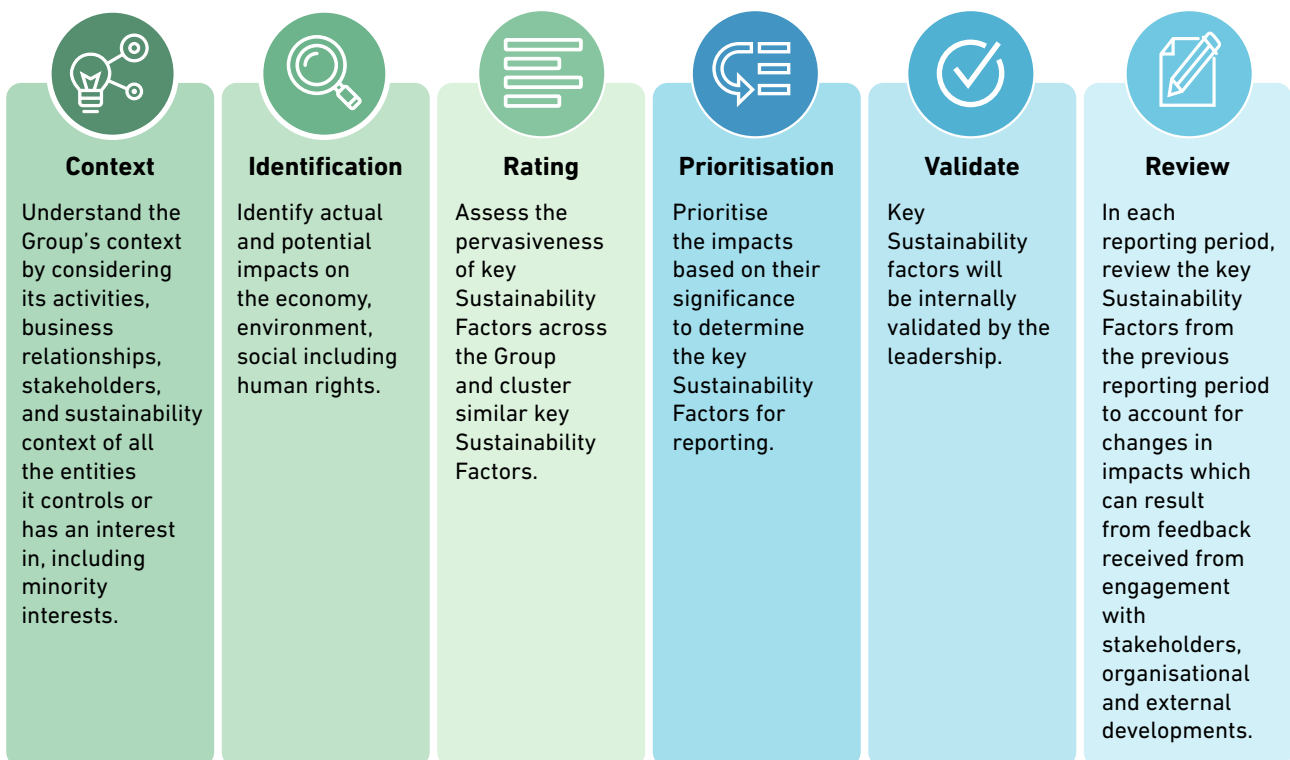 Context
Understand the
Group's context
by considering
its activities,
business
relationships,
stakeholders,
and sustainability
context of all
the entities
it controls or
has an interest
in, including
minority
interests.
Identification
Identify actual
and potential
impacts on
the economy,
environment,
social including
human rights.
Rating
Assess the
pervasiveness
of key
Sustainability
Factors across
the Group
and cluster
similar key
Sustainability
Factors.
Prioritisation
Prioritise
the impacts
based on their
significance
to determine
the key
Sustainability
Factors for
reporting.
Validate
Key
Sustainability
factors will
be internally
validated by the
leadership.
Review
In each
reporting period,
review the key
Sustainability
Factors from
the previous
reporting period
to account for
changes in
impacts which
can result
from feedback
received from
engagement
with
stakeholders,
organisational
and external
developments.